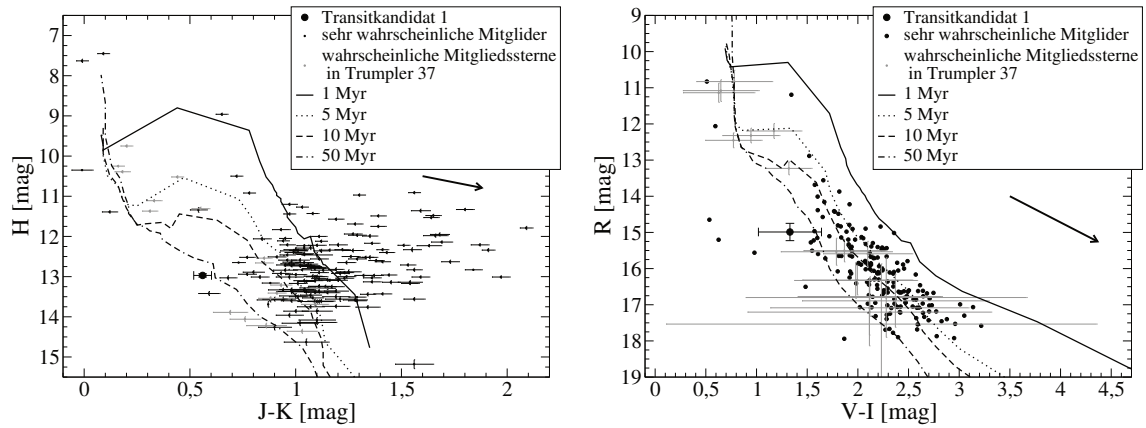 7
8
9
10
11
12
13
14
15
H [mag]
0
0,5
1
1,5
2
J-K [mag]
Transitkandidat 1
sehr wahrscheinliche Mitglider
wahrscheinliche Mitgliedssterne
in Trumpler 37
1 Myr
5 Myr
10 Myr
50 Myr
9
10
11
12
13
14
15
16
17
18
19
R [mag]
0
0,5
1
1,5
2
2,5
3
3,5
4
4,5
V-I [mag]
Transitkandidat 1
sehr wahrscheinliche Mitglider
wahrscheinliche Mitgliedssterne
in Trumpler 37
1 Myr
5 Myr
10 Myr
50 Myr